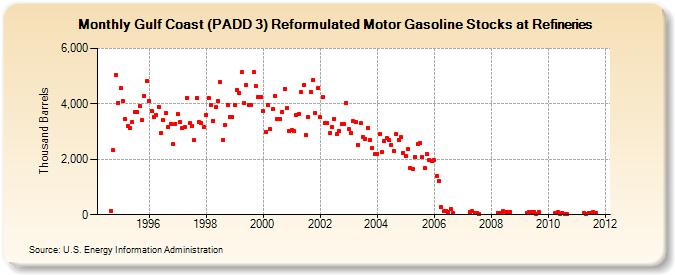 Monthly Gulf Coast (PADD 3) Reformulated Motor Gasoline Stocks at Refineries
Thousand Barrels
6,000
4,000
2,000
0
1996 1998 2000 2002 2004 2006 2008 2010 2012
Source: U.S. Energy Information Administration